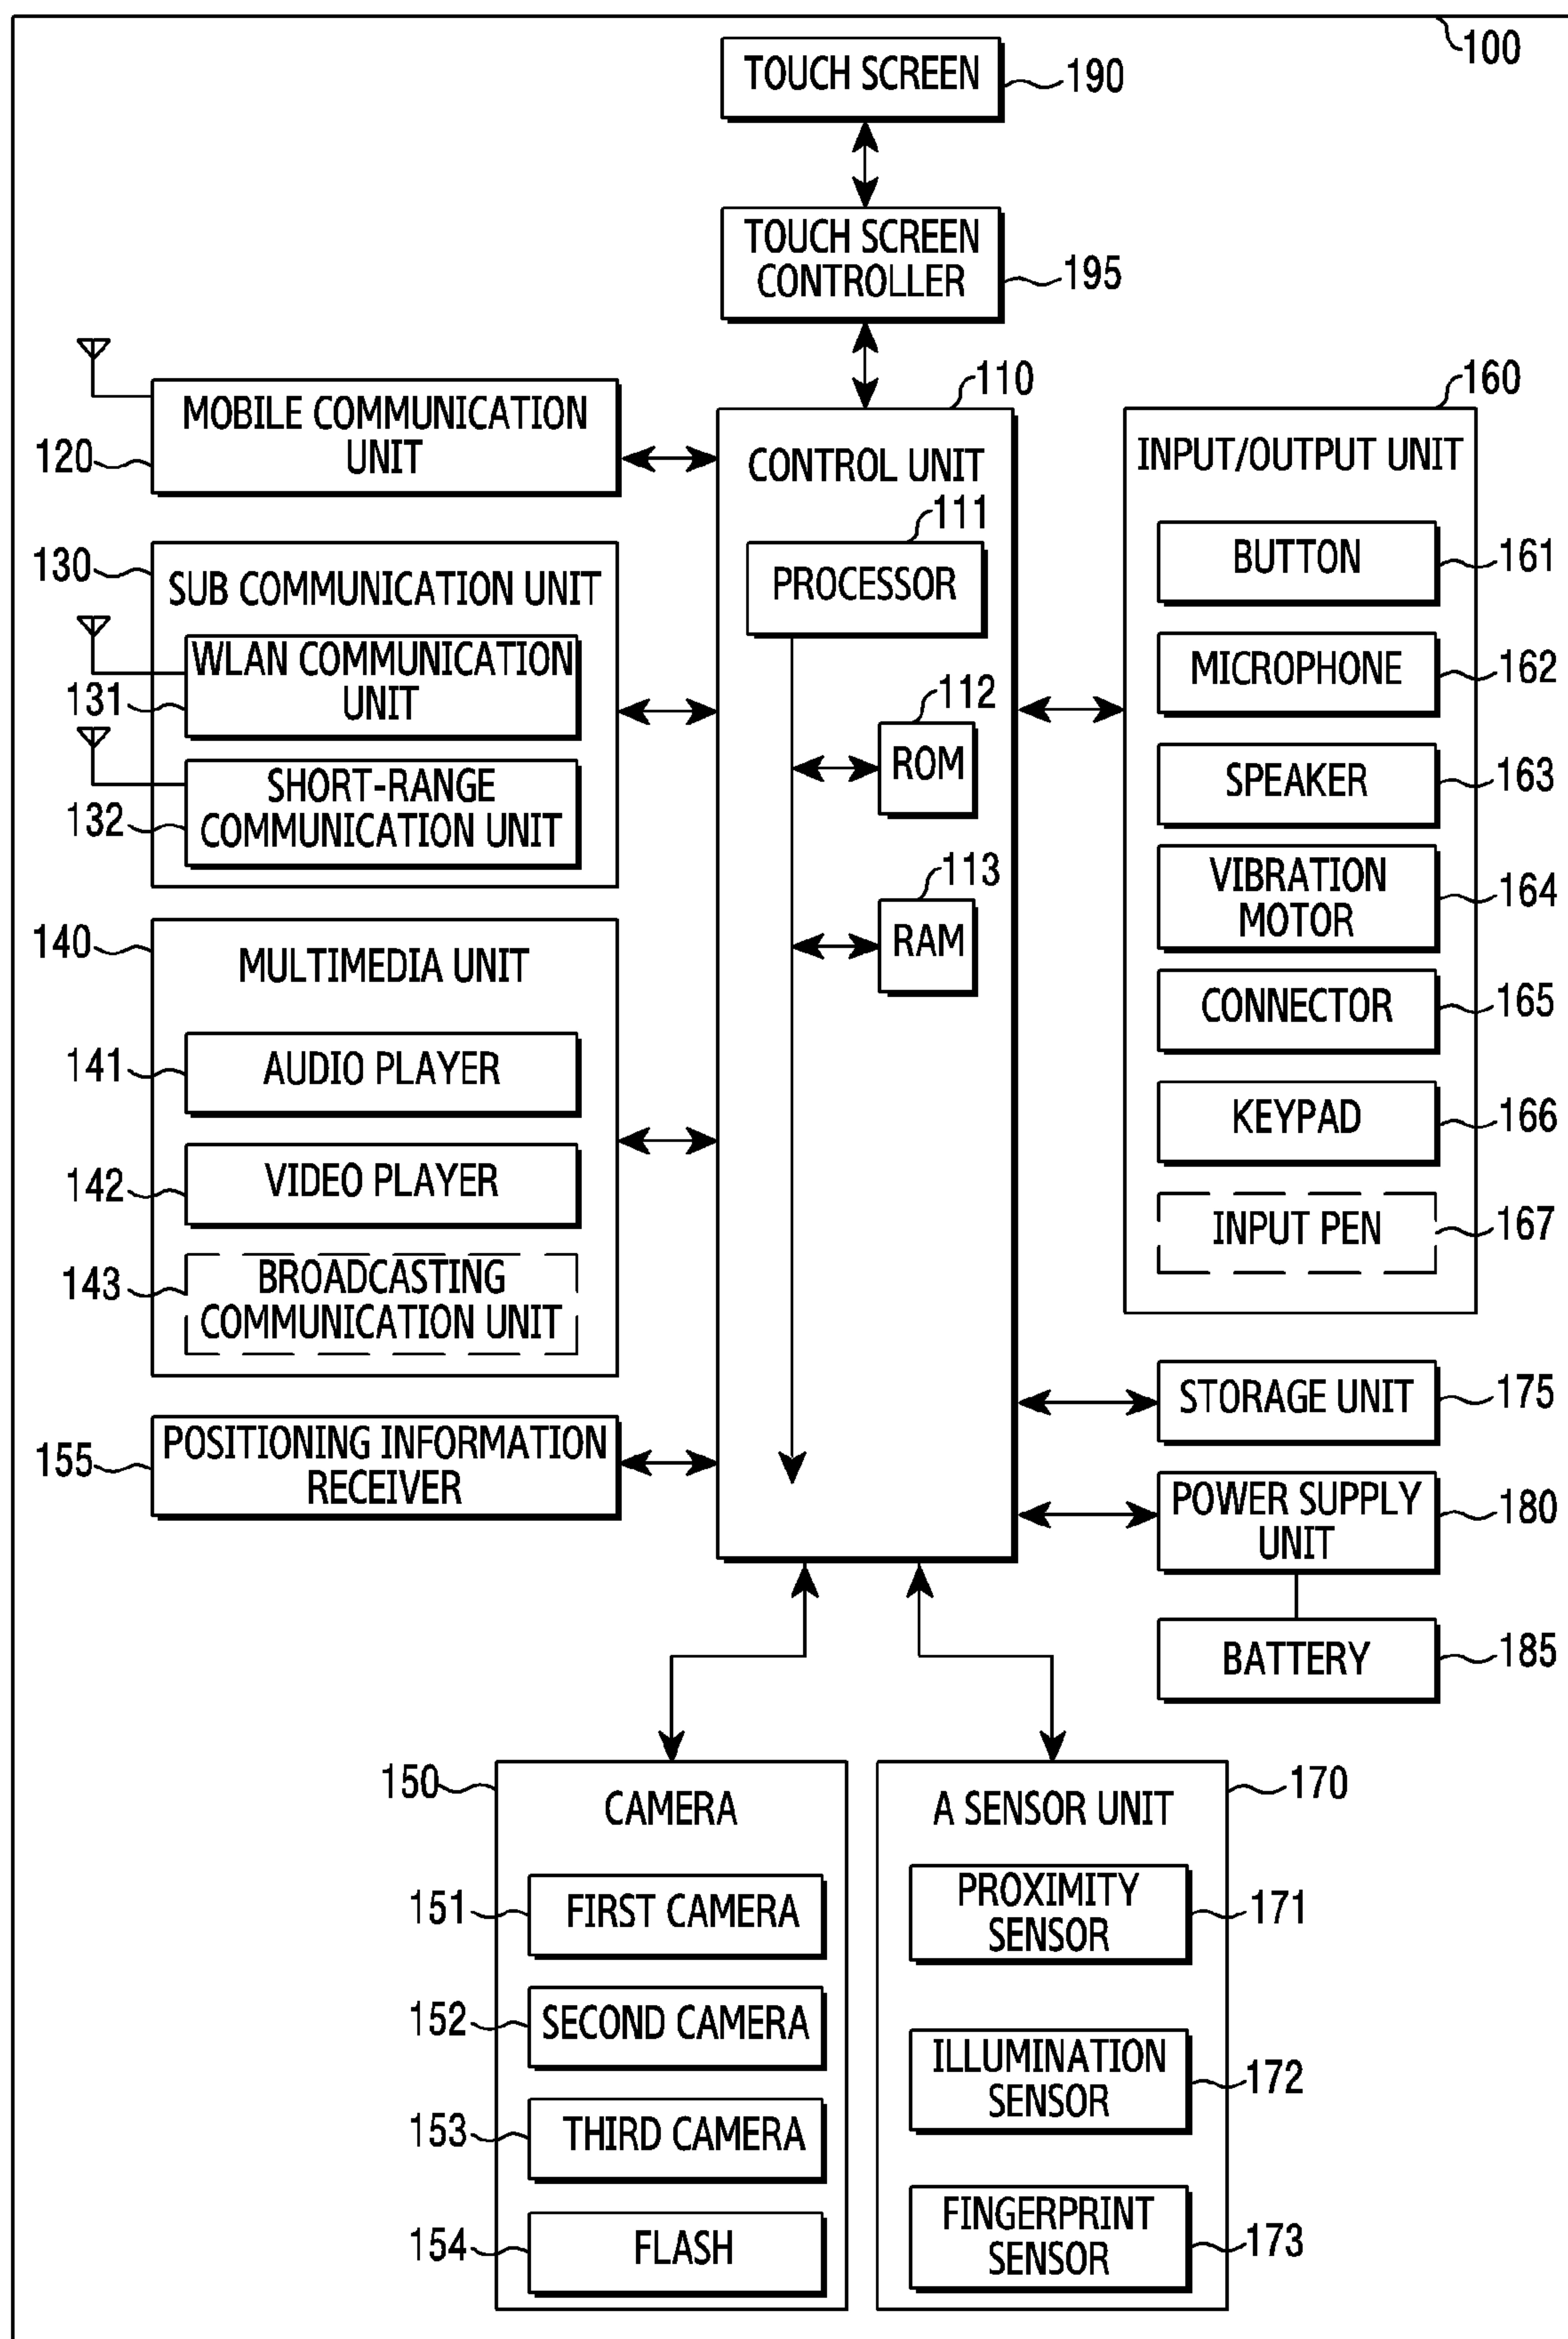 100
TOUCH SCREEN
190
TOUCH SCREEN
CONTROLLER
195
MOBILE COMMUNICATION
UNIT
120
130
SUB COMMUNICATION UNIT
WLAN COMMUNICATION
UNIT
131
SHORT-RANGE
COMMUNICATION UNIT
132
140
MULTIMEDIA UNIT
141
AUDIO PLAYER
142
VIDEO PLAYER
143
BROADCASTING
COMMUNICATION UNIT
155
POSITIONING INFORMATION
RECEIVER
110
CONTROL UNIT
111
PROCESSOR
112
ROM
113
RAM
160
INPUT/OUTPUT UNIT
BUTTON
161
MICROPHONE
162
SPEAKER
163
VIBRATION
MOTOR
164
CONNECTOR
165
KEYPAD
166
INPUT PEN
167
STORAGE UNIT
175
POWER SUPPLY
UNIT
180
BATTERY
185
150
CAMERA
151
FIRST CAMERA
152
SECOND CAMERA
153
THIRD CAMERA
154
FLASH
170
A SENSOR UNIT
PROXIMITY
SENSOR
171
ILLUMINATION
SENSOR
172
FINGERPRINT
SENSOR
173